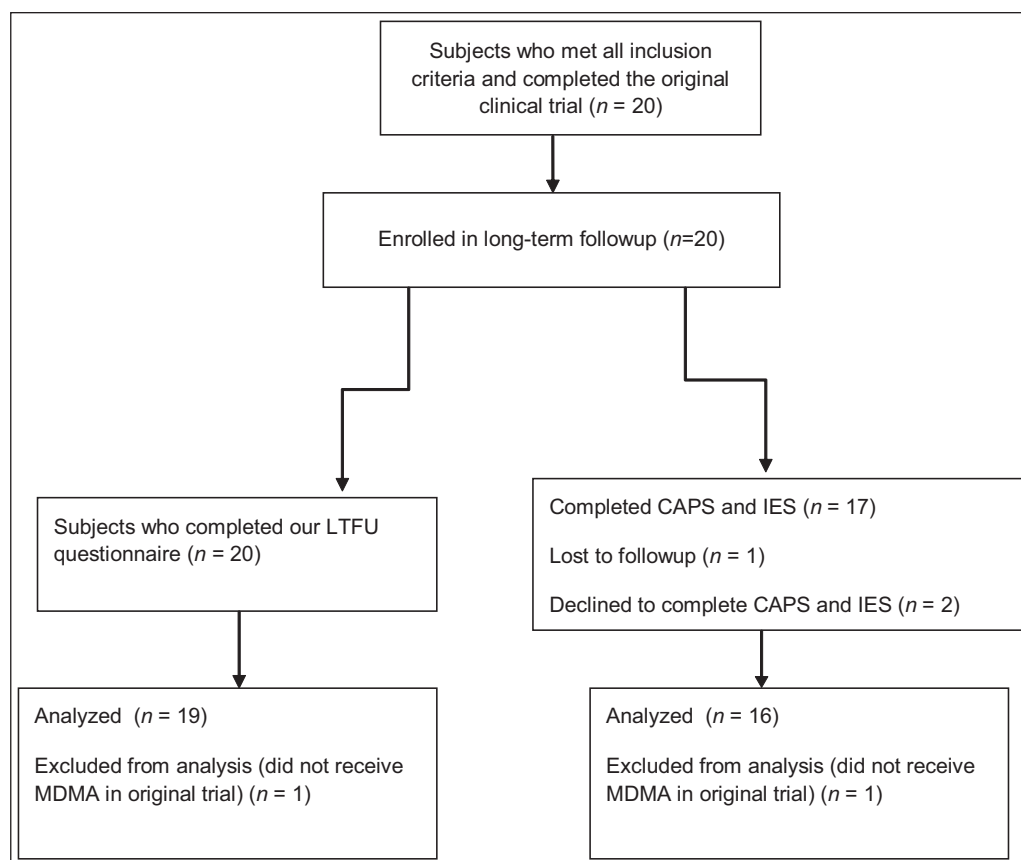 Subjects who met all inclusion
criteria and completed the original
clinical trial (n = 20)
Enrolled in long-term followup (n=20)
Subjects who completed our LTFU
questionnaire (n = 20)
Completed CAPS and IES (n = 17)
Lost to followup (n = 1)
Declined to complete CAPS and IES (n = 2)
Analyzed (n = 19)
Excluded from analysis (did not receive
MDMA in original trial) (n = 1)
Analyzed (n = 16)
Excluded from analysis (did not receive
MDMA in original trial) (n = 1)